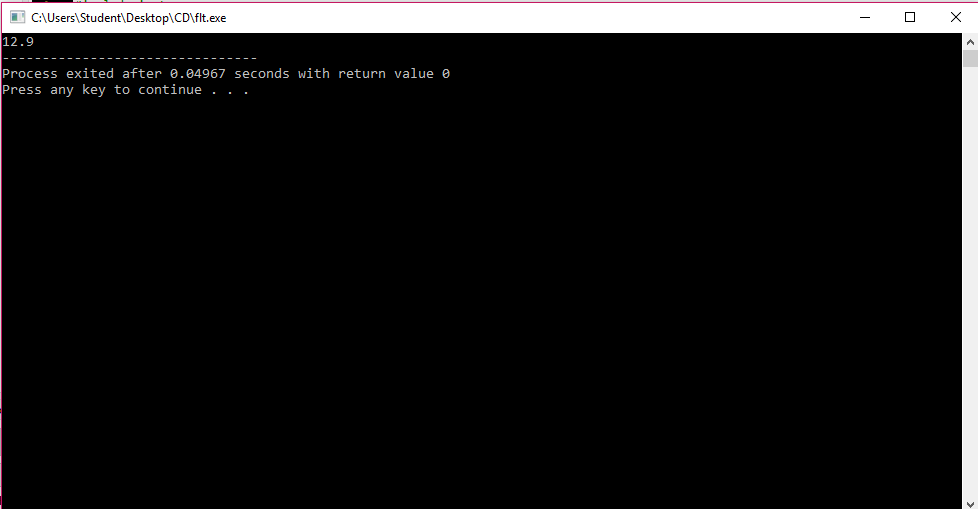 C:\Users\Student\Desktop\CD\flt.exe
12.9
--------------------------------
Process exited after 0.04967 seconds with return value 0
Press any key to continue . . .